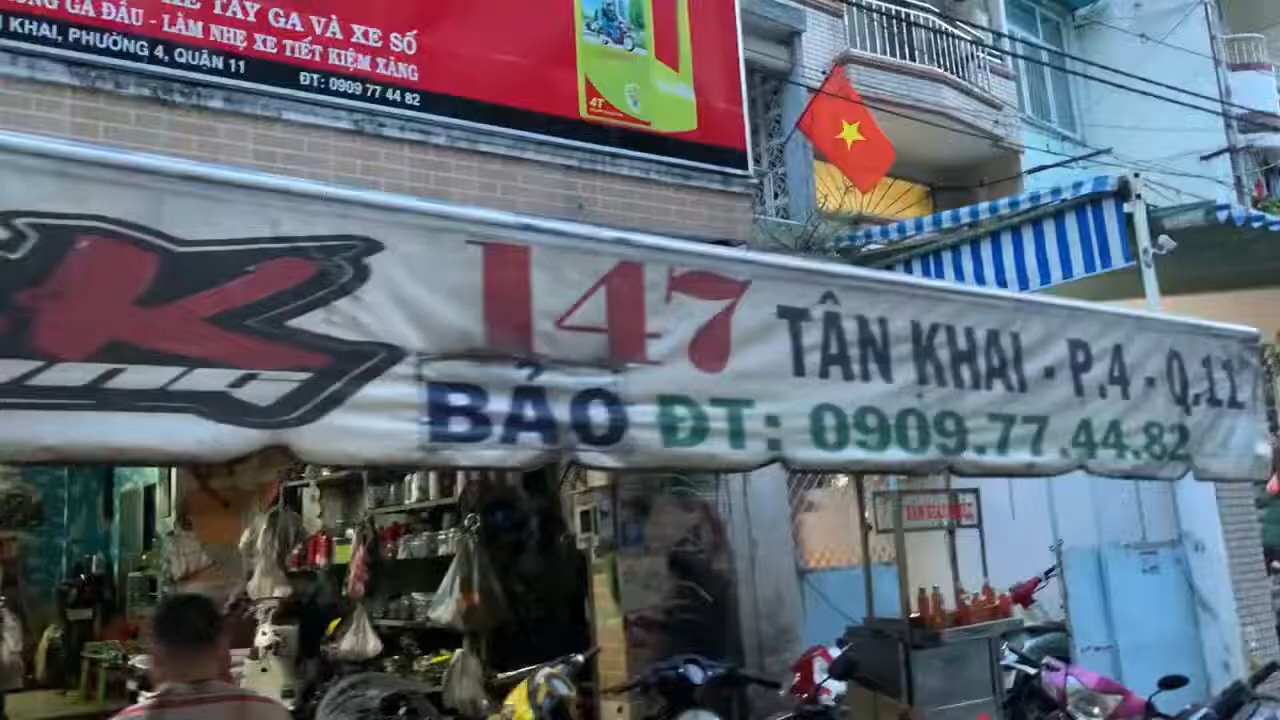 TAY GA VÀ XE SỐ
GA ĐẦU - LÀM NHẸ XE TIẾT KIỆM XĂNG
KHAI, PHƯỜNG 4, QUẬN 11
ĐT: 0909 77 44 82
4T
K
147
TÂN KHAI - P.4 - Q.11
BẢO ĐT: 0909.77.44.82